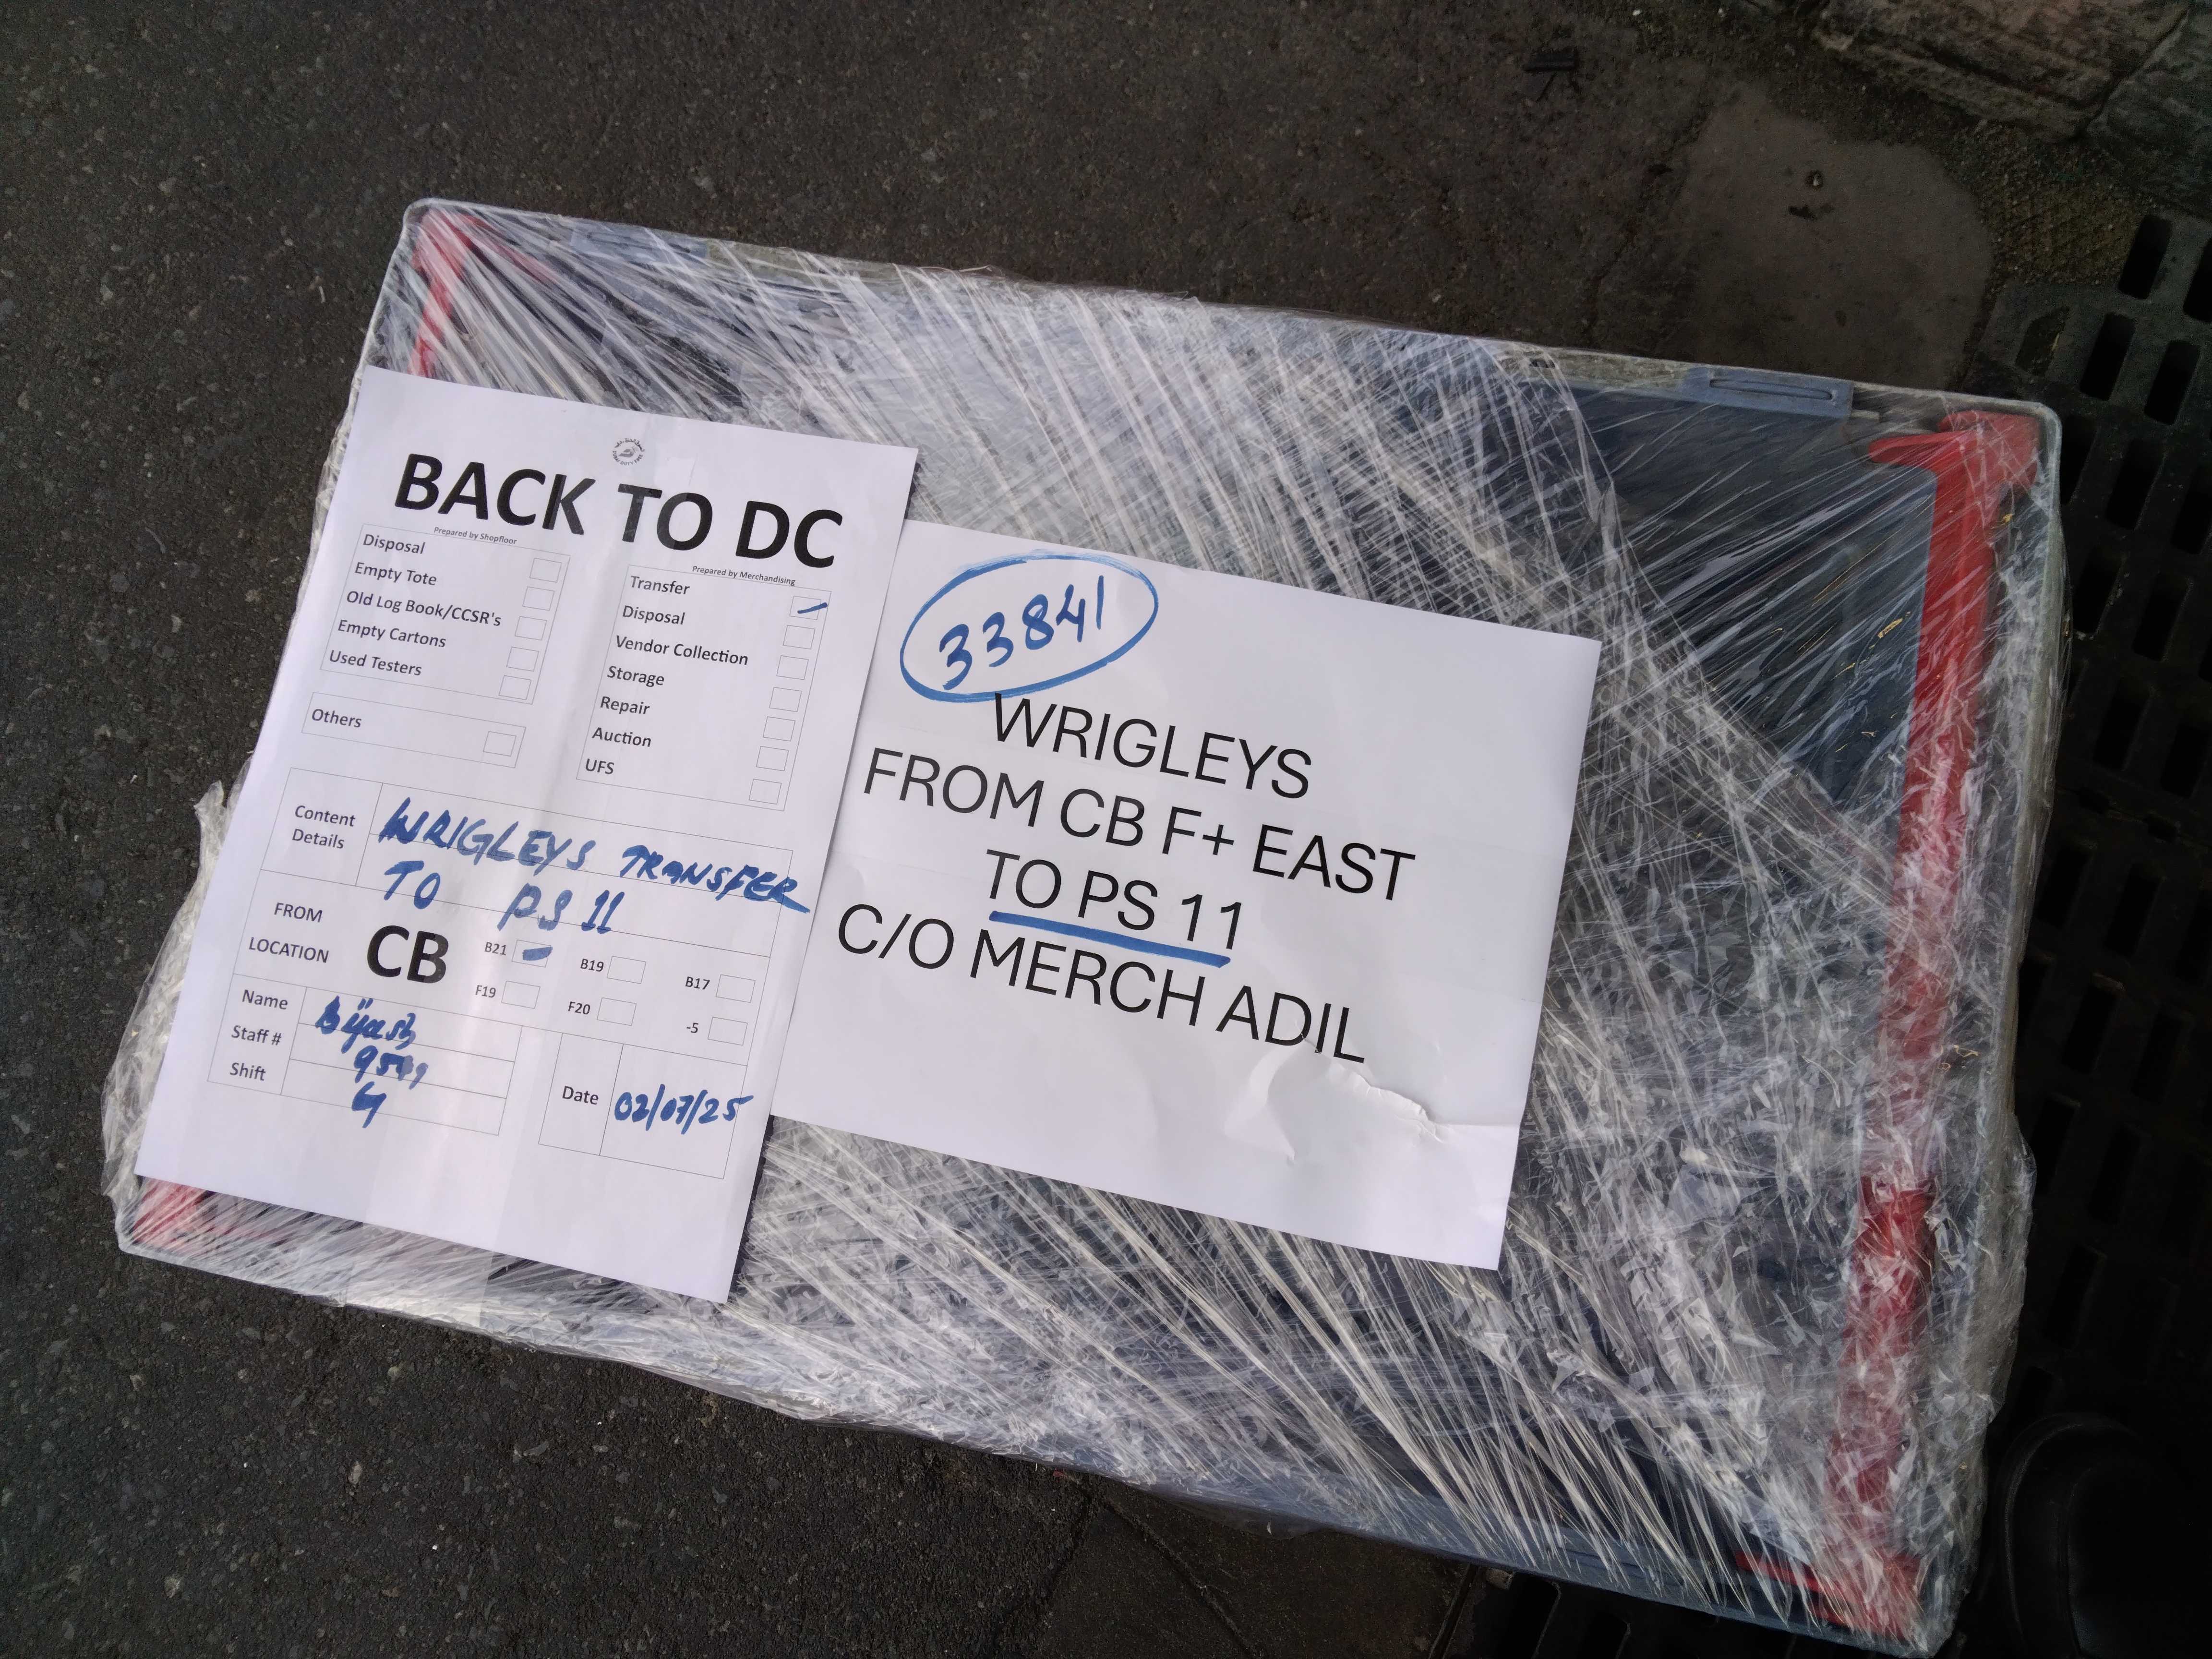 BACK TO DC
Prepared by Shopfloor
Disposal
Empty Tote
Old Log Book/CCSR's
Empty Cartons
Used Testers
Others
Prepared by Merchandising
Transfer
Disposal
Vendor Collection
Storage
Repair
Auction
UFS
Content Details
WRIGLEYS TRANSFER
TO PS 11
FROM
LOCATION
CB
B21
B19
B17
F19
F20
-5
Name
Staff #
Shift
Date
02/07/25
33841
WRIGLEYS
FROM CB F+ EAST
TO PS 11
C/O MERCH ADIL